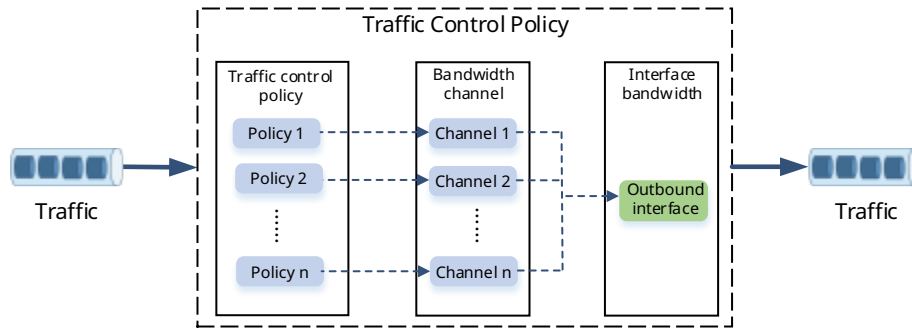 Traffic Control Policy
Traffic control
policy
Policy 1
Policy 2
Policy n
Bandwidth
channel
Channel 1
Channel 2
Channel n
Interface
bandwidth
Outbound
interface
Traffic
Traffic